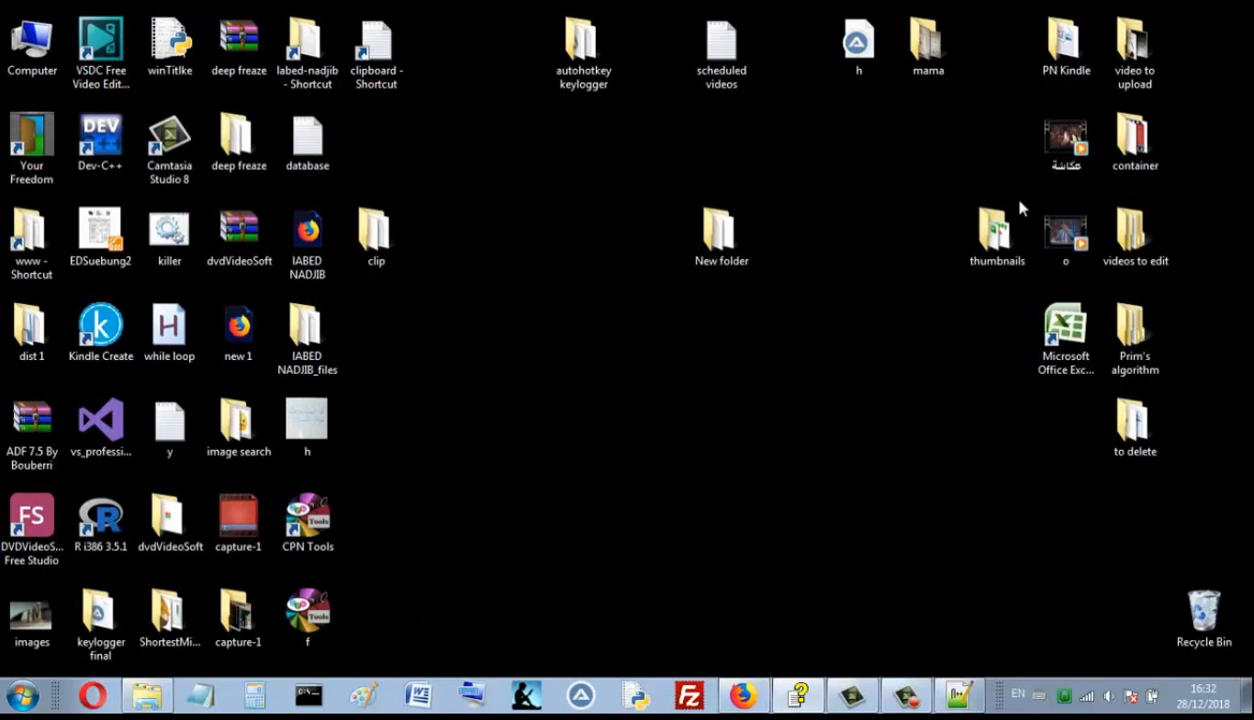 Computer
VSDC Free
Video Edit...
winTitlke
deep freaze
labed-nadjib
- Shortcut
clipboard -
Shortcut
autohotkey
keylogger
scheduled
videos
h
mama
PN Kindle
video to
upload
Your
Freedom
Dev-C++
Camtasia
Studio 8
deep freaze
database
عكاشة
container
www -
Shortcut
EDSuebung2
killer
dvdVideoSoft
IABED
NADJIB
clip
New folder
thumbnails
o
videos to edit
dist 1
Kindle Create
while loop
new 1
IABED
NADJIB_files
Microsoft
Office Exc...
Prim's
algorithm
ADF 7.5 By
Bouberri
vs_professi...
y
image search
h
to delete
DVDVideoS...
Free Studio
R i386 3.5.1
dvdVideoSoft
capture-1
CPN Tools
images
keylogger
final
ShortestMi...
capture-1
f
Recycle Bin
EN
16:32
28/12/2018